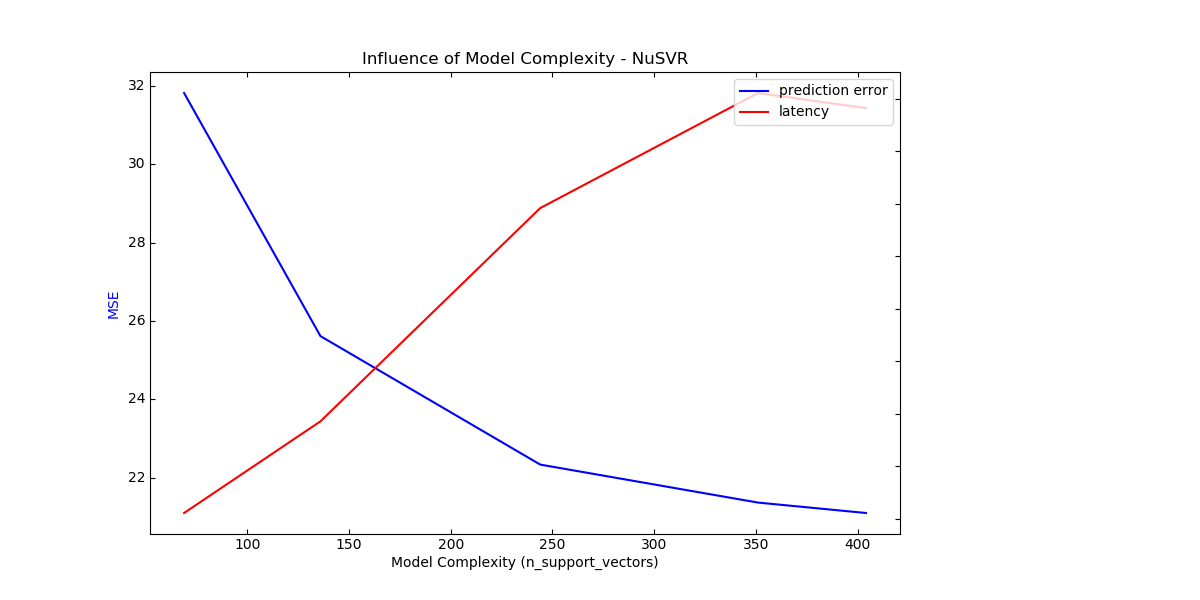 Influence of Model Complexity - NuSVR
prediction error
latency
32
30
28
26
24
22
MSE
100 150 200 250 300 350 400
Model Complexity (n_support_vectors)